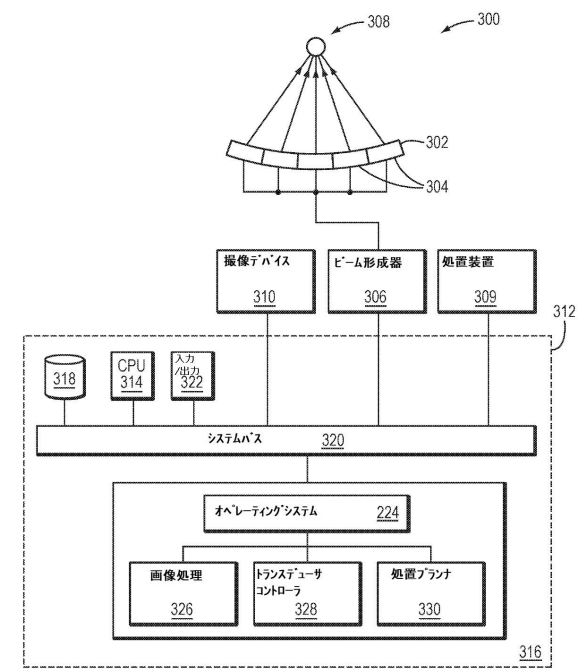 308
300
302
304
撮像デバイス
310
ビーム形成器
306
処置装置
309
312
318
CPU
314
入力
/出力
322
システムバス
320
オペレーティングシステム
224
画像処理
326
トランスデューサ
コントローラ
328
処置プランナ
330
316